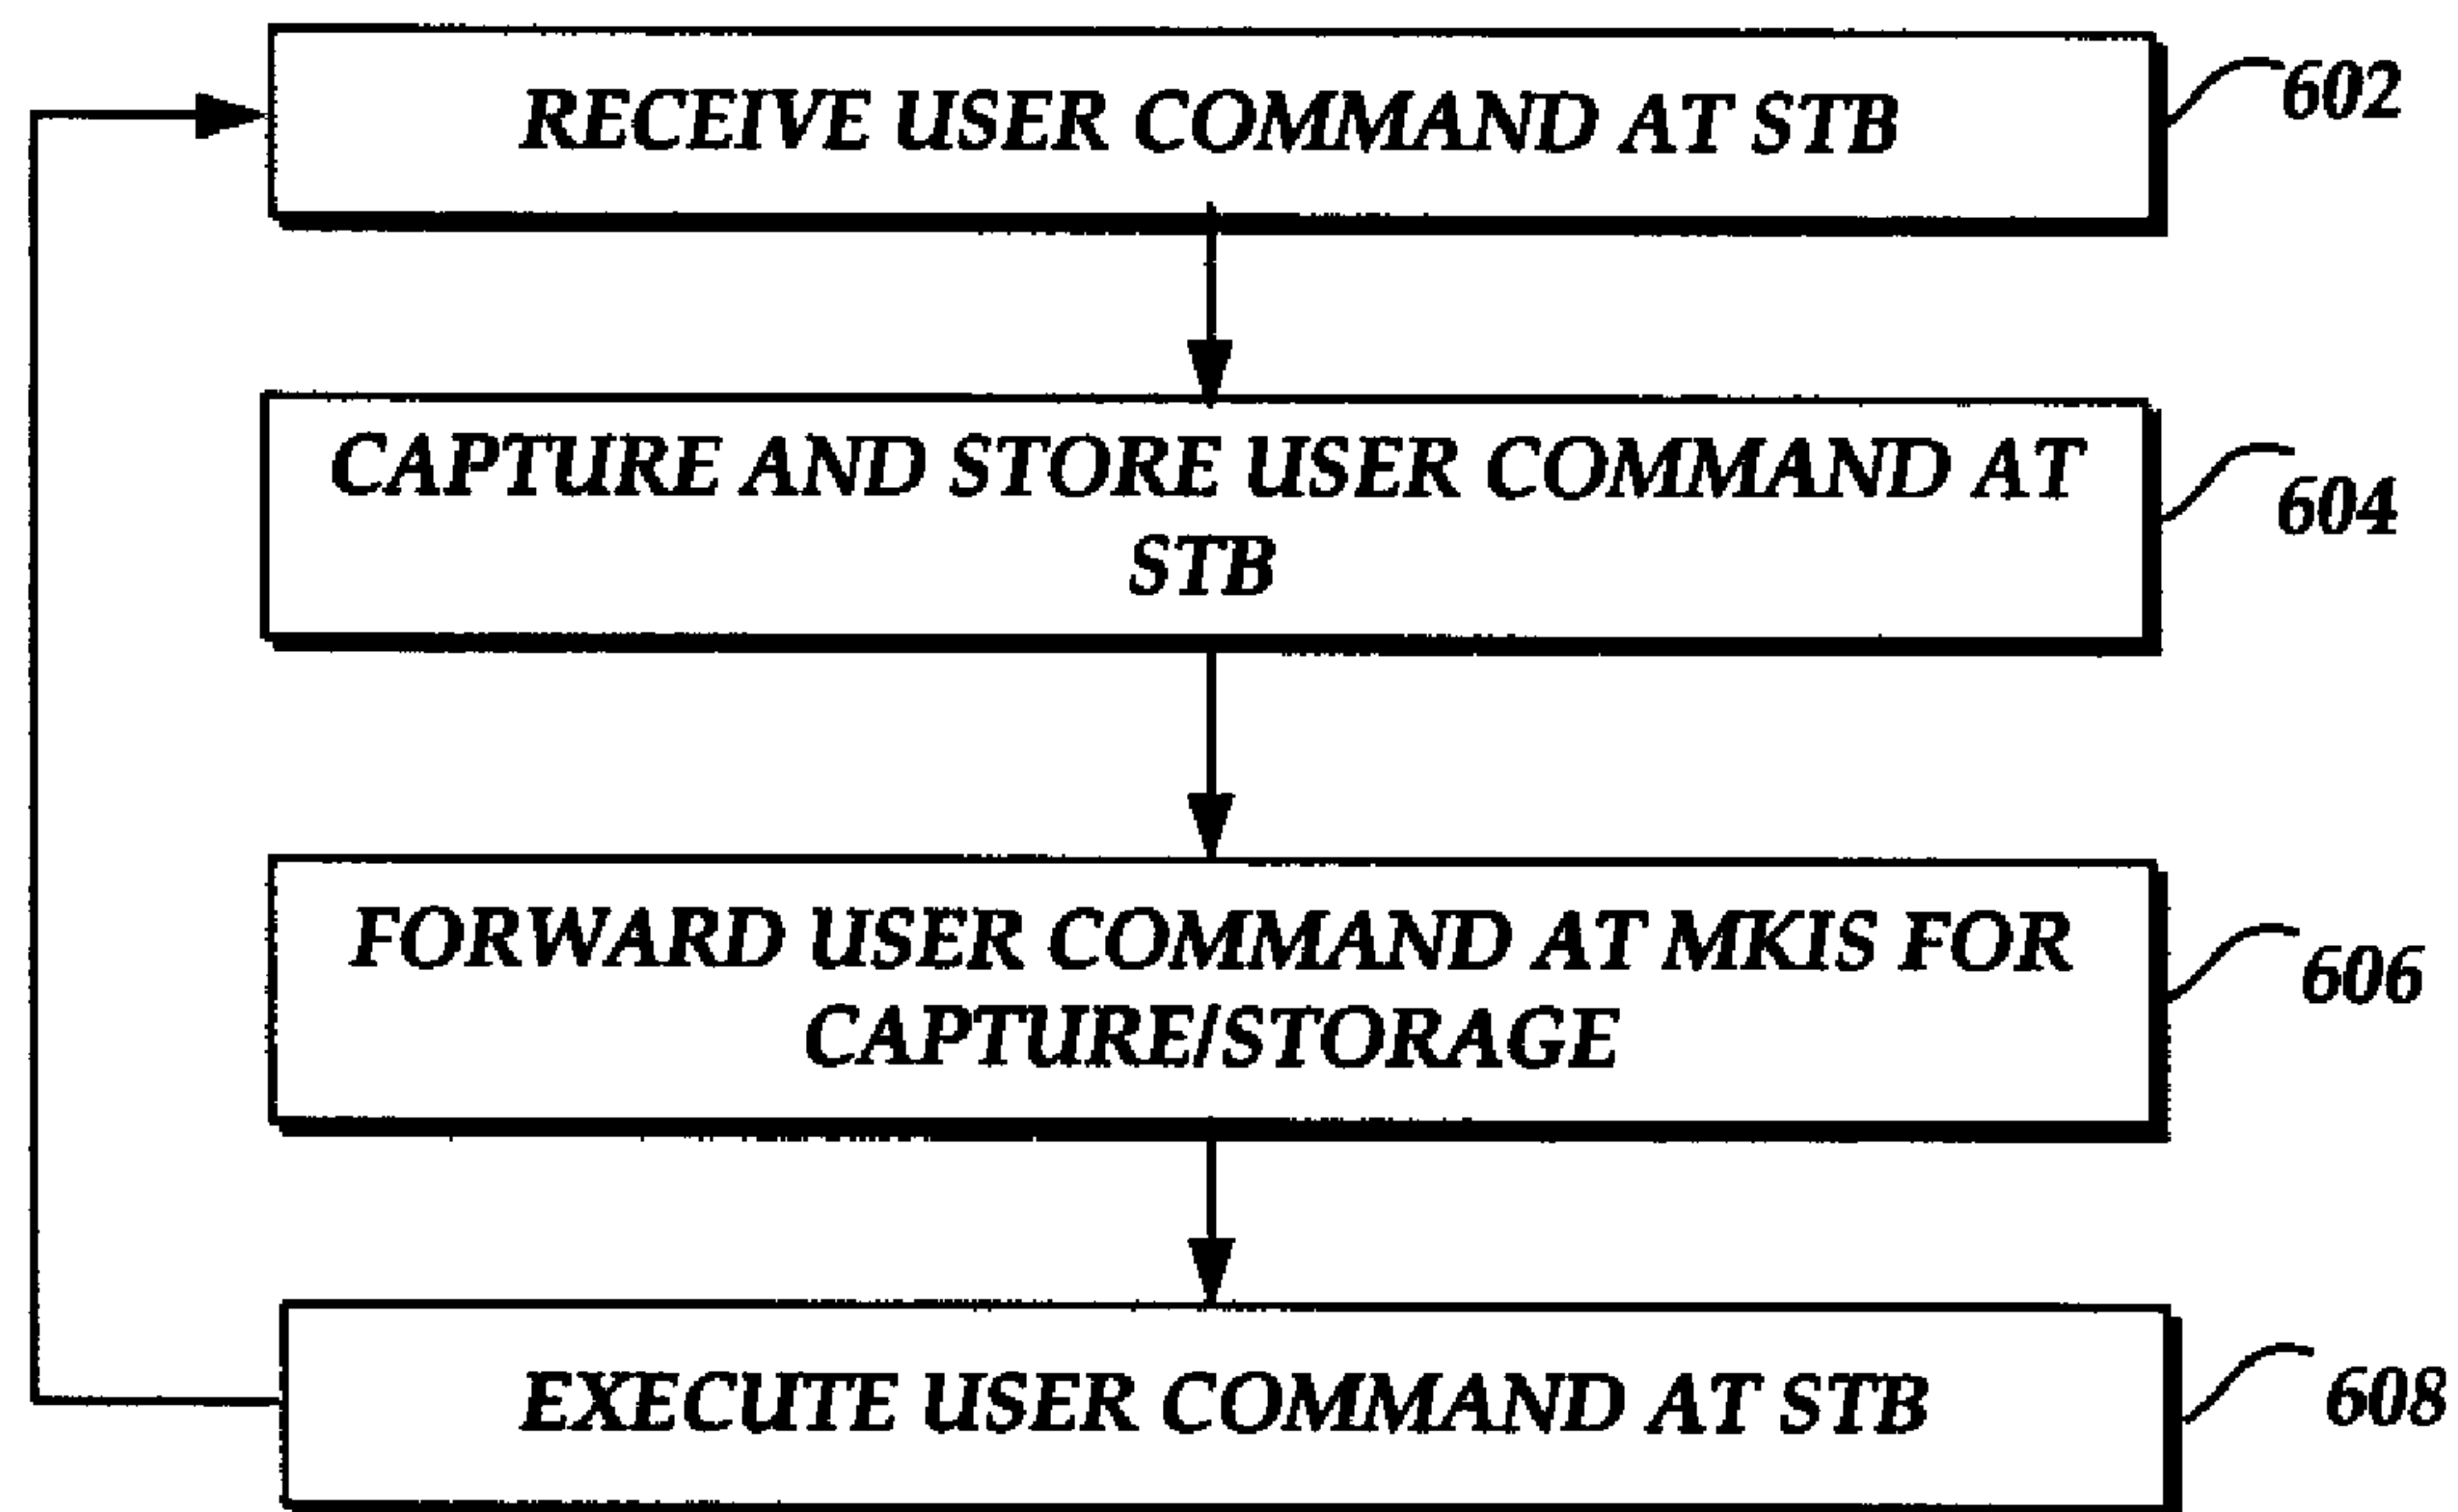 RECEIVE USER COMMAND AT STB
602
CAPTURE AND STORE USER COMMAND AT
STB
604
FORWARD USER COMMAND AT MKIS FOR
CAPTURE/STORAGE
606
EXECUTE USER COMMAND AT STB
608